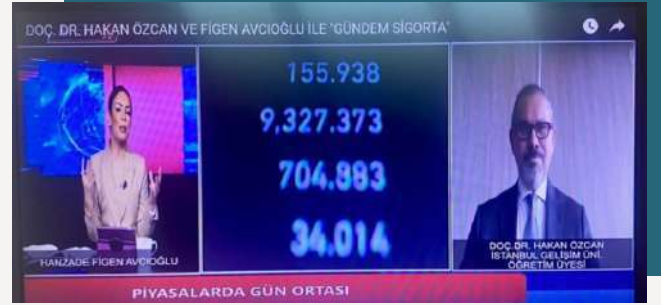 DOÇ. DR. HAKAN ÖZCAN VE FİGEN AVCIOĞLU İLE 'GÜNDEM SİGORTA'
155.938
9,327.373
704.883
34.014
HANZADE FİGEN AVCIOĞLU
DOÇ.DR. HAKAN ÖZCAN
İSTANBUL GELİŞİM ÜNİ.
ÖĞRETİM ÜYESİ
PİYASALARDA GÜN ORTASI